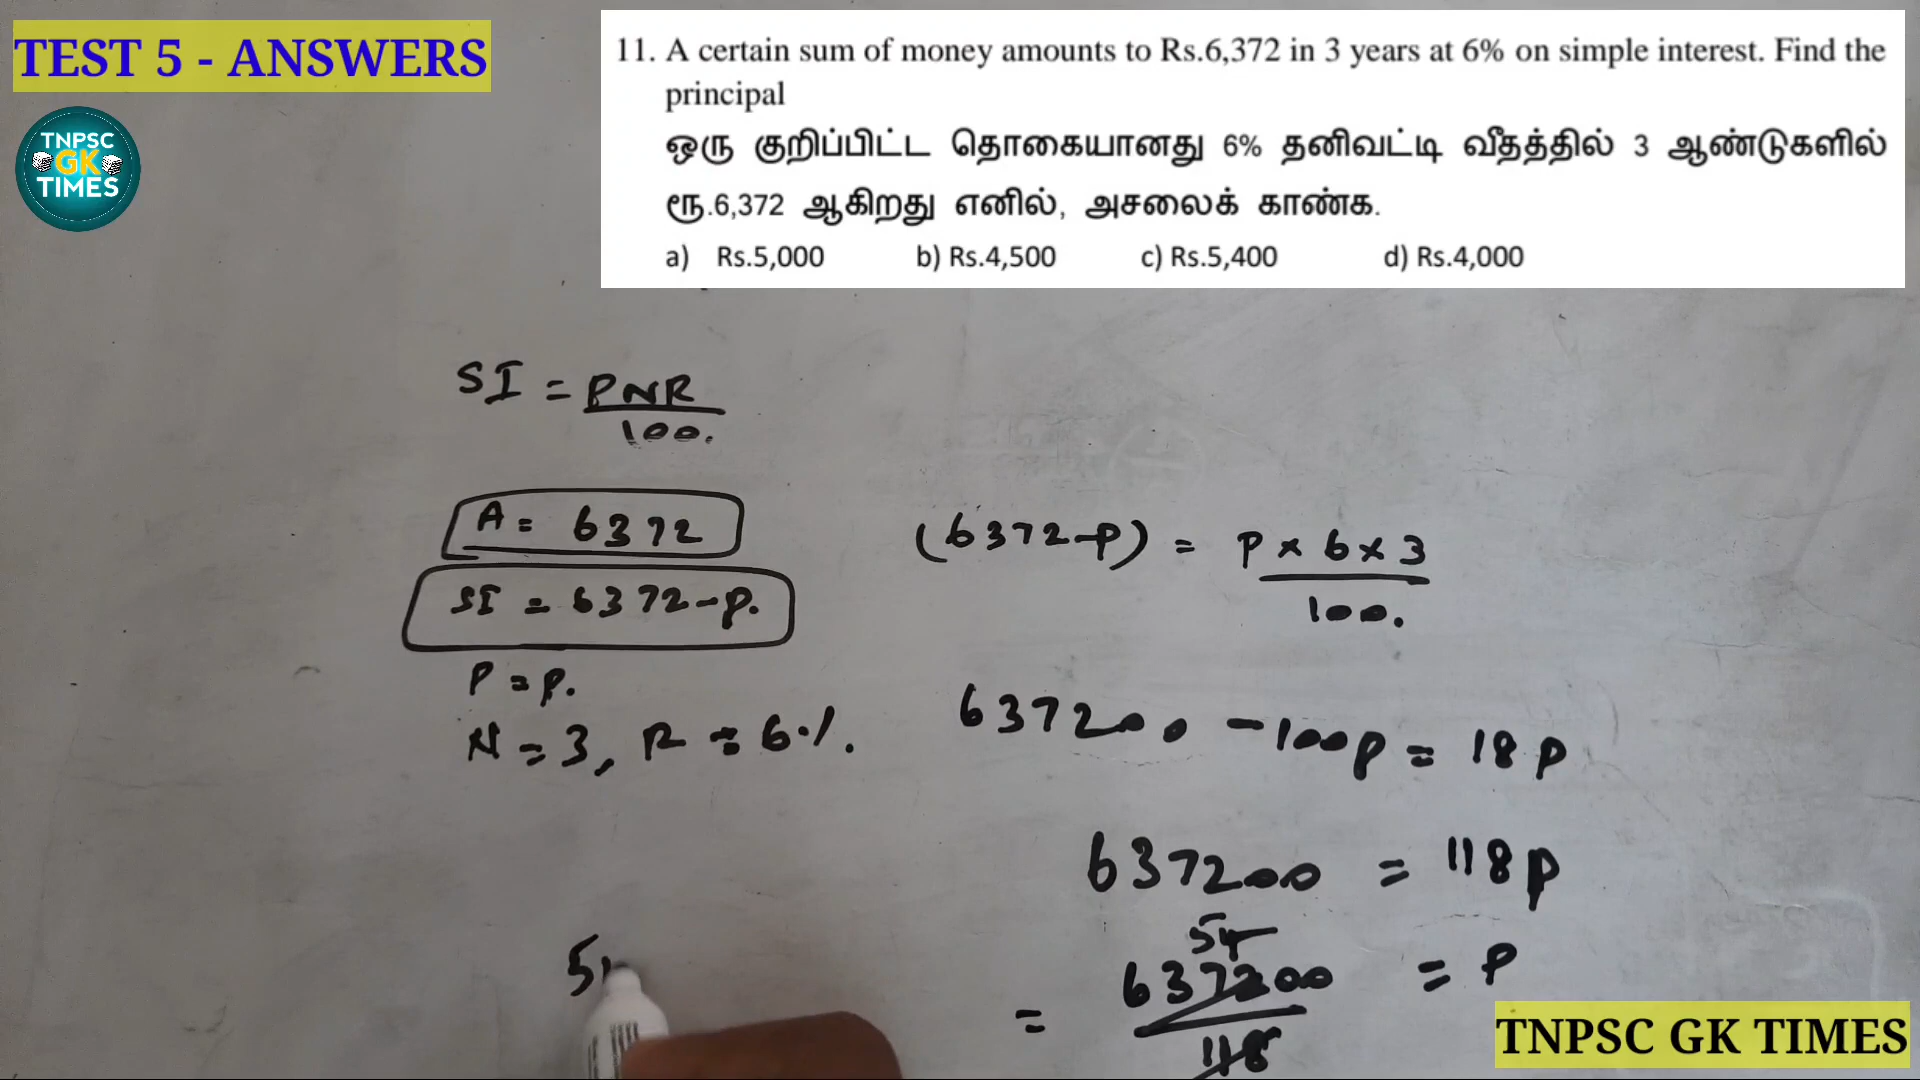 TEST 5 - ANSWERS
TNPSC
GK
TIMES
11. A certain sum of money amounts to Rs.6,372 in 3 years at 6% on simple interest. Find the
principal
ஒரு குறிப்பிட்ட தொகையானது 6% தனிவட்டி வீதத்தில் 3 ஆண்டுகளில்
ரூ.6,372 ஆகிறது எனில், அசலைக் காண்க.
a) Rs.5,000 b) Rs.4,500 c) Rs.5,400 d) Rs.4,000
SI = PNR
100.
A = 6372
SI = 6372-p.
P = p.
N = 3, R = 6%.
(6372-P) = P × 6 × 3
100.
637200 - 100p = 18 P
637200 = 118 P
54
= 637200 = P
118
TNPSC GK TIMES